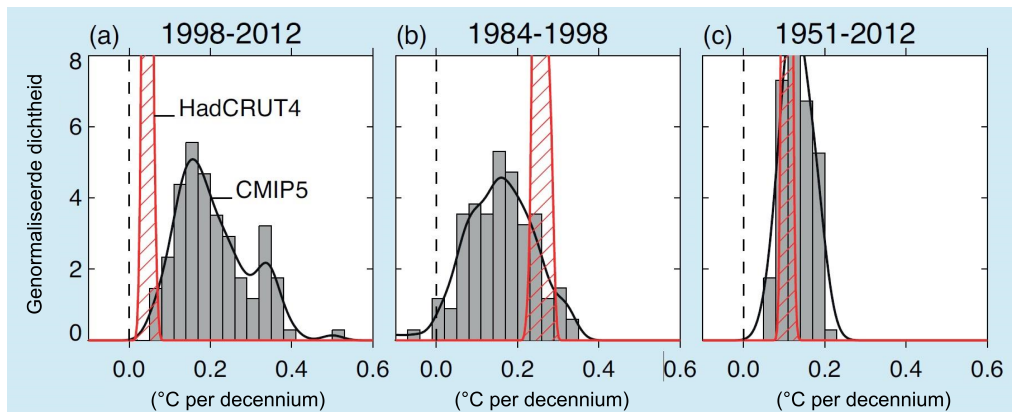 (a) 1998-2012
(b) 1984-1998
(c) 1951-2012
Genormaliseerde dichtheid
8
6
4
2
0
HadCRUT4
CMIP5
0.0 0.2 0.4 0.6
0.0 0.2 0.4 0.6
0.0 0.2 0.4 0.6
(°C per decennium)
(°C per decennium)
(°C per decennium)